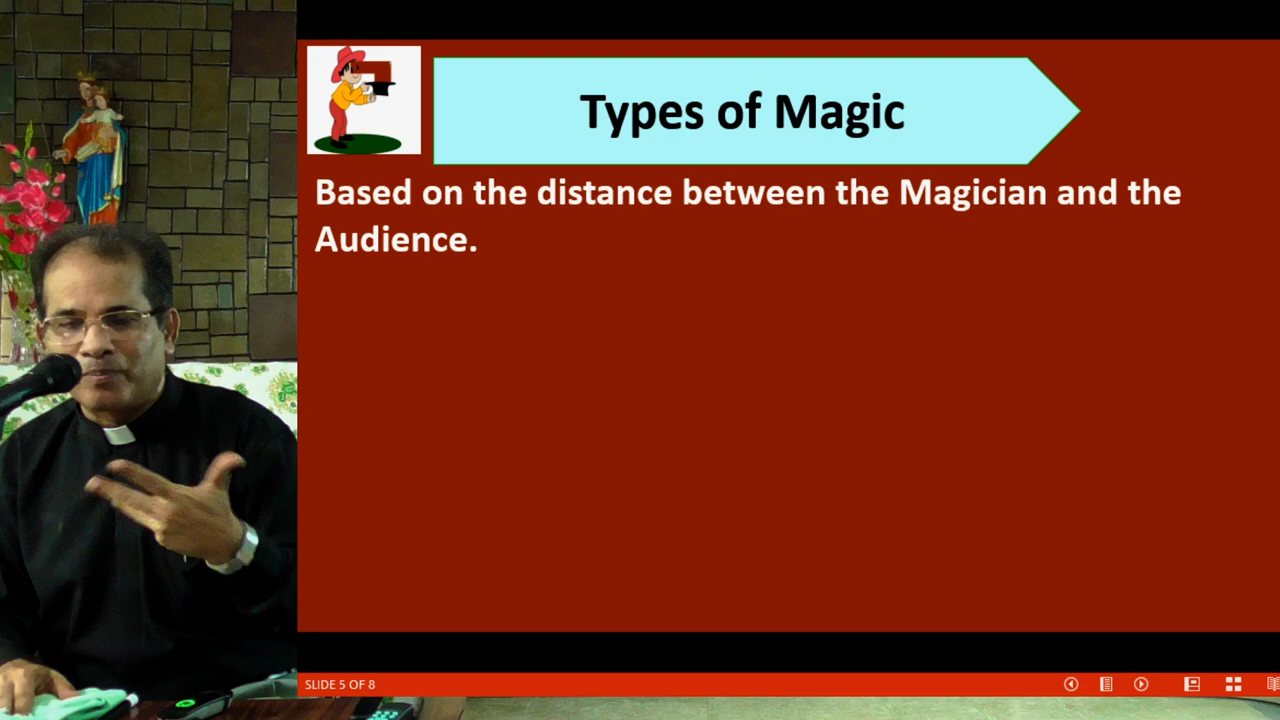 Types of Magic
Based on the distance between the Magician and the
Audience.
SLIDE 5 OF 8